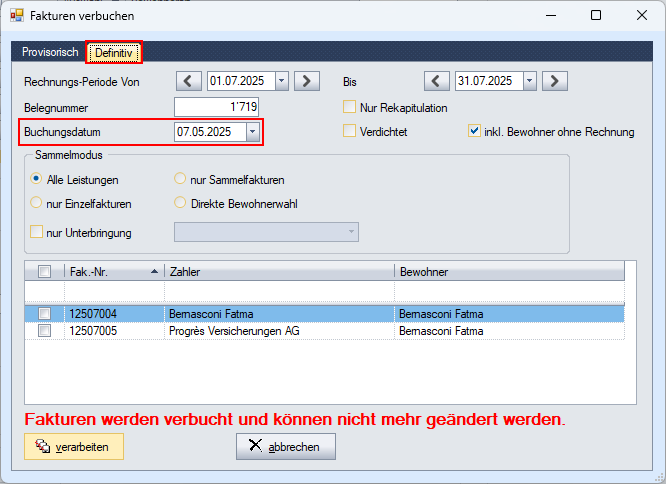 Fakturen verbuchen
Provisorisch Definitiv
Rechnungs-Periode Von 01.07.2025 Bis 31.07.2025
Belegnummer 1'719 Nur Rekapitulation
Buchungsdatum 07.05.2025 Verdichtet inkl. Bewohner ohne Rechnung
Sammelmodus
Alle Leistungen nur Sammelfakturen
nur Einzelfakturen Direkte Bewohnerwahl
nur Unterbringung
Fak.-Nr. Zahler Bewohner
12507004 Bernasconi Fatma Bernasconi Fatma
12507005 Progrès Versicherungen AG Bernasconi Fatma
Fakturen werden verbucht und können nicht mehr geändert werden.
verarbeiten abbrechen